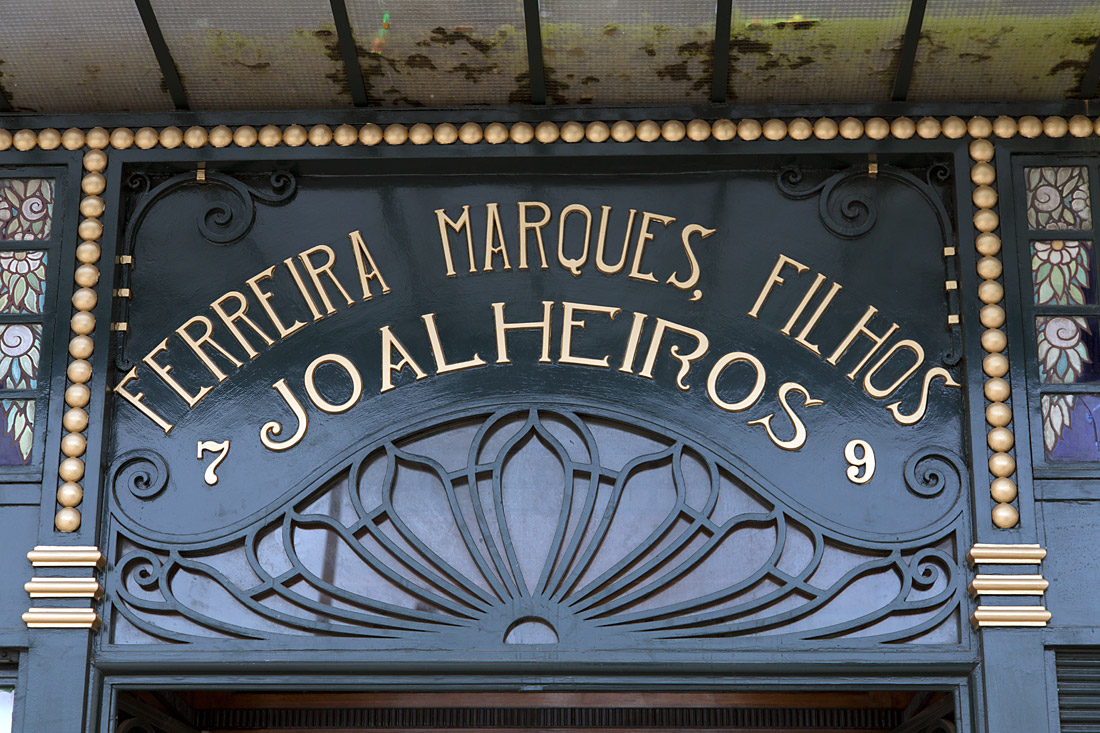 FERREIRA MARQUES, FILHOS
JOALHEIROS
7 9